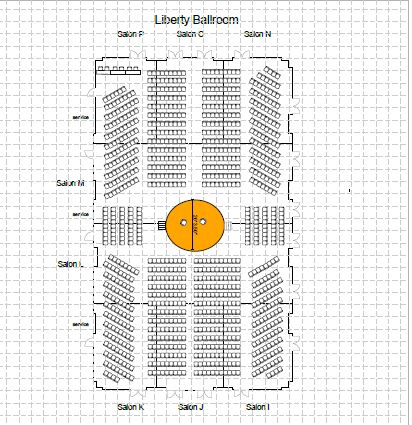 Liberty Ballroom
Salon P
Salon O
Salon N
service
Salon M
service
Salon L
service
Salon K
Salon J
Salon I